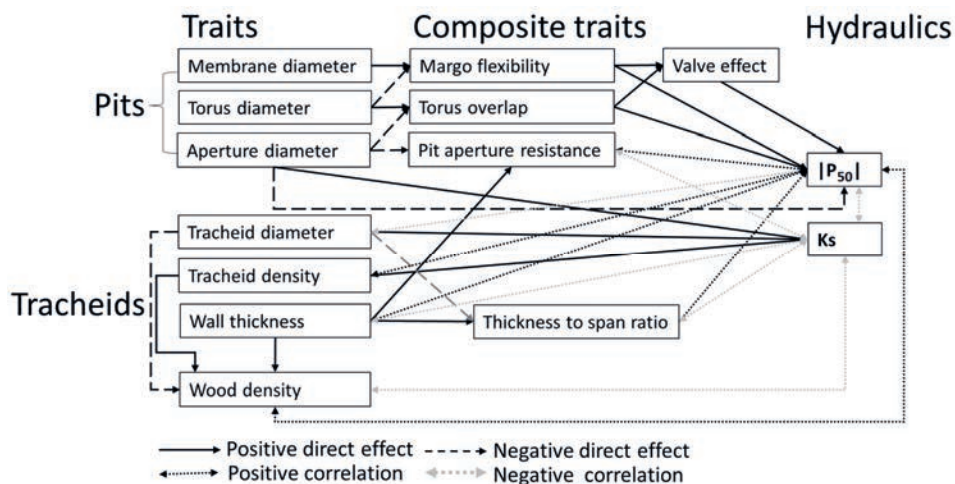 Traits Composite traits Hydraulics
Membrane diameter Margo flexibility Valve effect
Pits
Torus diameter Torus overlap
Aperture diameter Pit aperture resistance
|P₅₀|
Tracheid diameter Ks
Tracheid density
Tracheids
Wall thickness Thickness to span ratio
Wood density
Positive direct effect Negative direct effect
Positive correlation Negative correlation